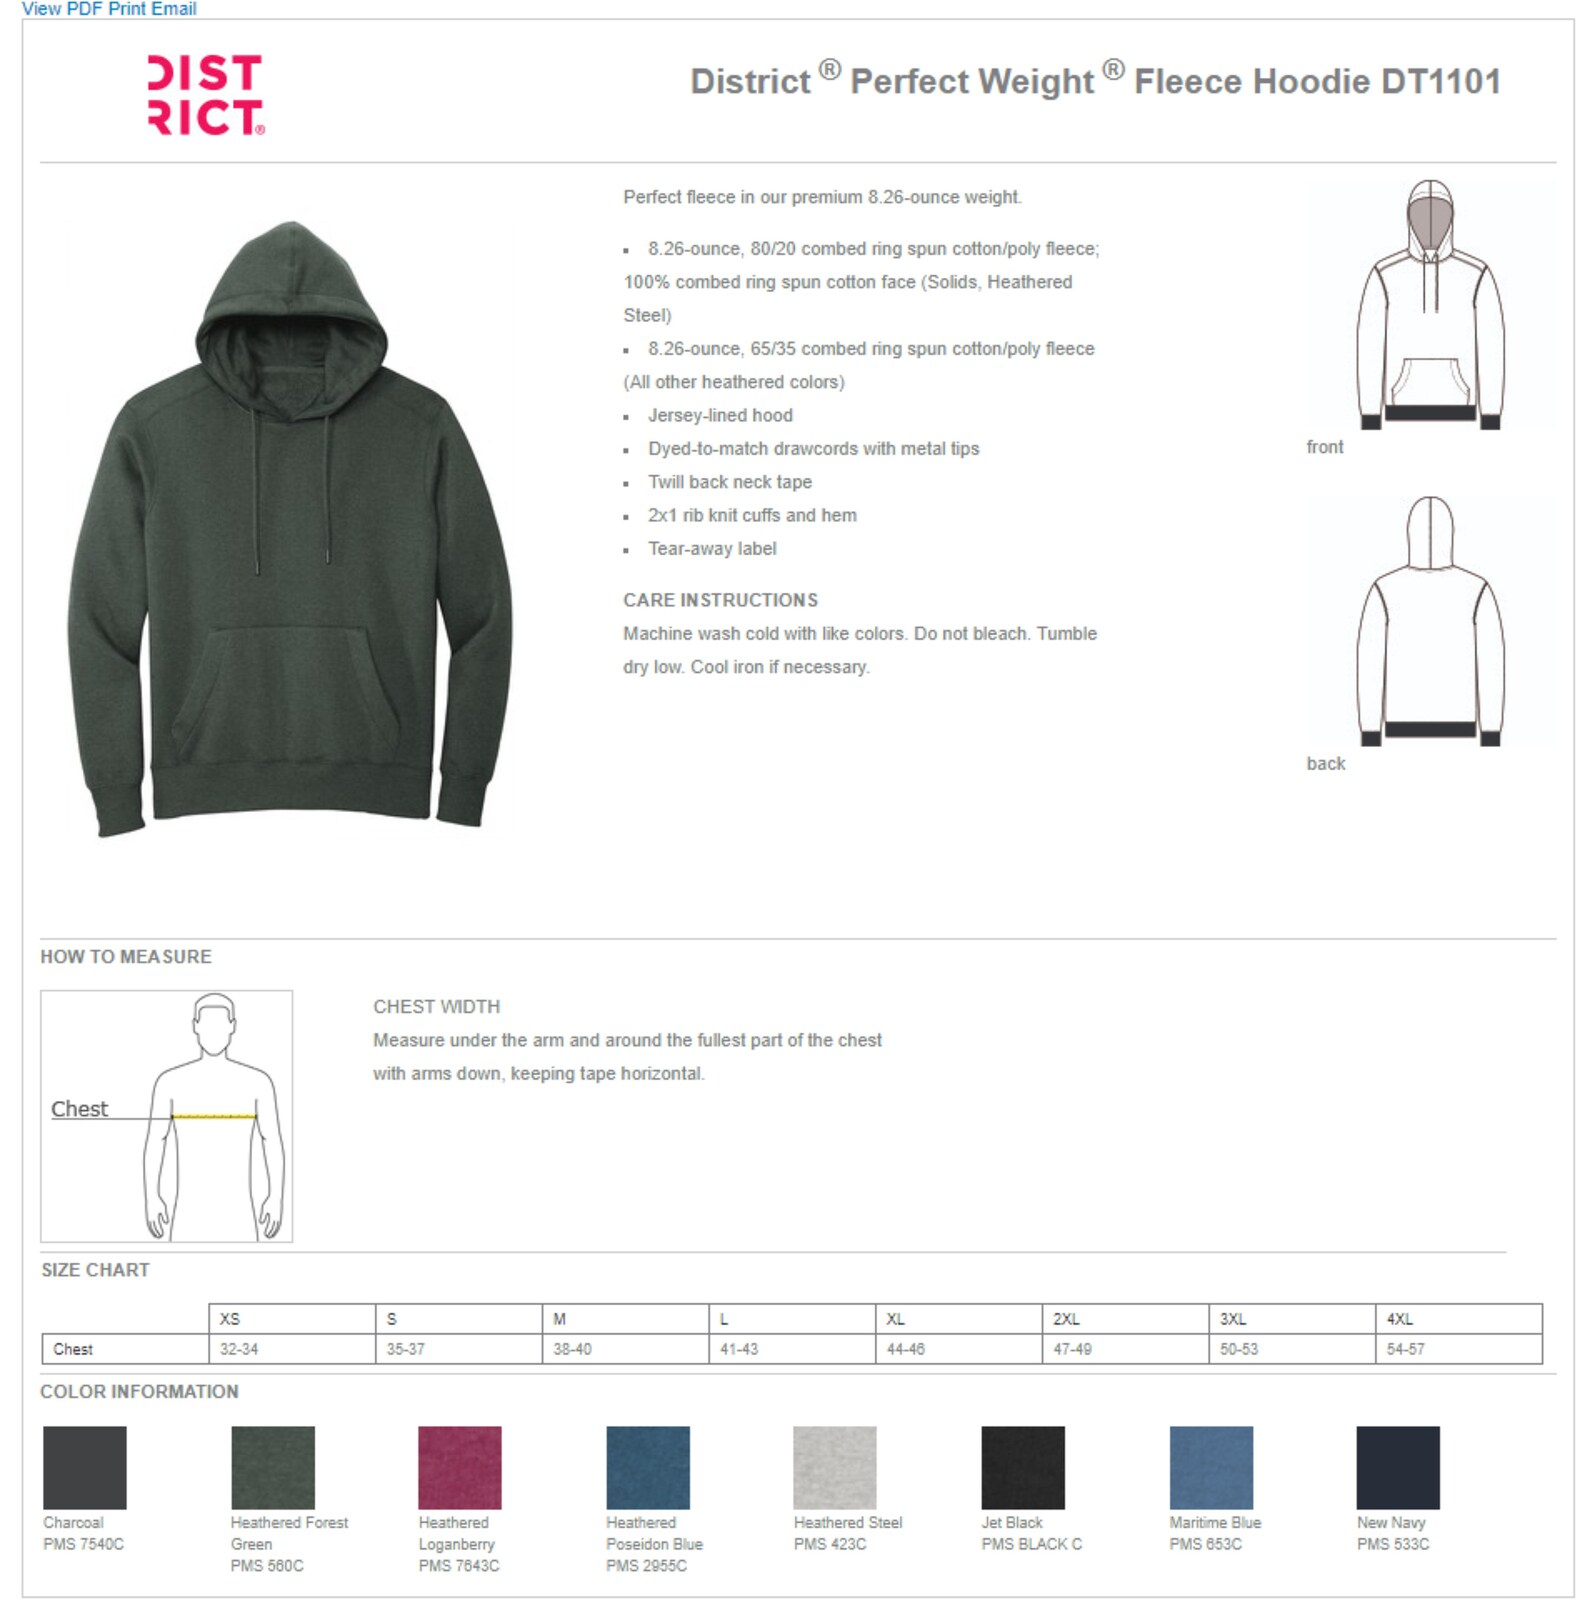 View PDF Print Email
DIST
RICT®
District ® Perfect Weight ® Fleece Hoodie DT1101
Perfect fleece in our premium 8.26-ounce weight.
▪ 8.26-ounce, 80/20 combed ring spun cotton/poly fleece;
100% combed ring spun cotton face (Solids, Heathered
Steel)
▪ 8.26-ounce, 65/35 combed ring spun cotton/poly fleece
(All other heathered colors)
▪ Jersey-lined hood
▪ Dyed-to-match drawcords with metal tips
▪ Twill back neck tape
▪ 2x1 rib knit cuffs and hem
▪ Tear-away label
CARE INSTRUCTIONS
Machine wash cold with like colors. Do not bleach. Tumble
dry low. Cool iron if necessary.
front
back
HOW TO MEASURE
Chest
CHEST WIDTH
Measure under the arm and around the fullest part of the chest
with arms down, keeping tape horizontal.
SIZE CHART
XS S M L XL 2XL 3XL 4XL
Chest 32-34 35-37 38-40 41-43 44-46 47-49 50-53 54-57
COLOR INFORMATION
Charcoal
PMS 7540C
Heathered Forest
Green
PMS 560C
Heathered
Loganberry
PMS 7643C
Heathered
Poseidon Blue
PMS 2955C
Heathered Steel
PMS 423C
Jet Black
PMS BLACK C
Maritime Blue
PMS 653C
New Navy
PMS 533C